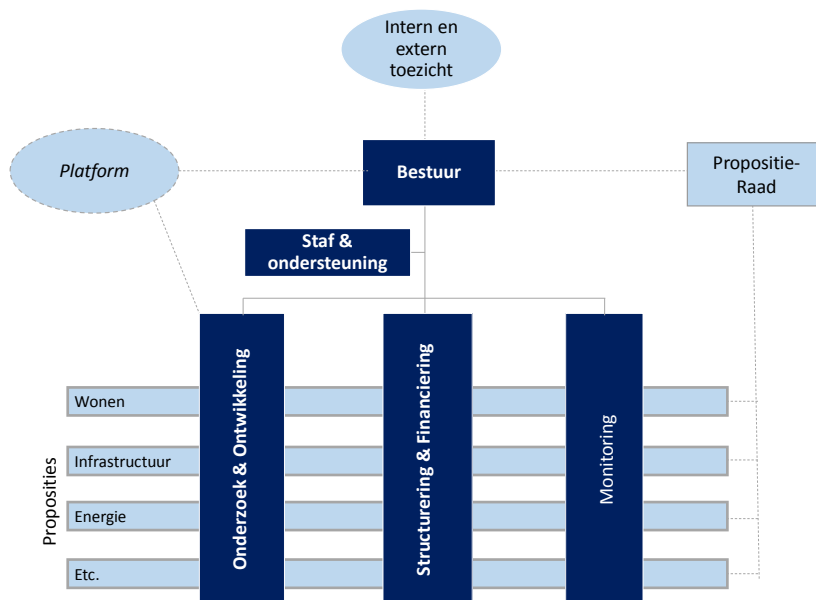 Intern en
extern
toezicht
Platform
Bestuur
Propositie-
Raad
Staf &
ondersteuning
Onderzoek & Ontwikkeling
Structurering & Financiering
Monitoring
Proposities
Wonen
Infrastructuur
Energie
Etc.